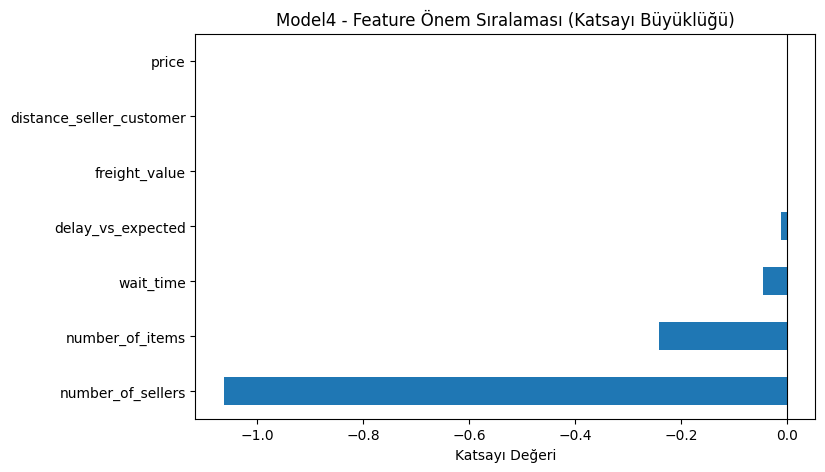 Model4 - Feature Önem Sıralaması (Katsayı Büyüklüğü)
price
distance_seller_customer
freight_value
delay_vs_expected
wait_time
number_of_items
number_of_sellers
−1.0 −0.8 −0.6 −0.4 −0.2 0.0
Katsayı Değeri